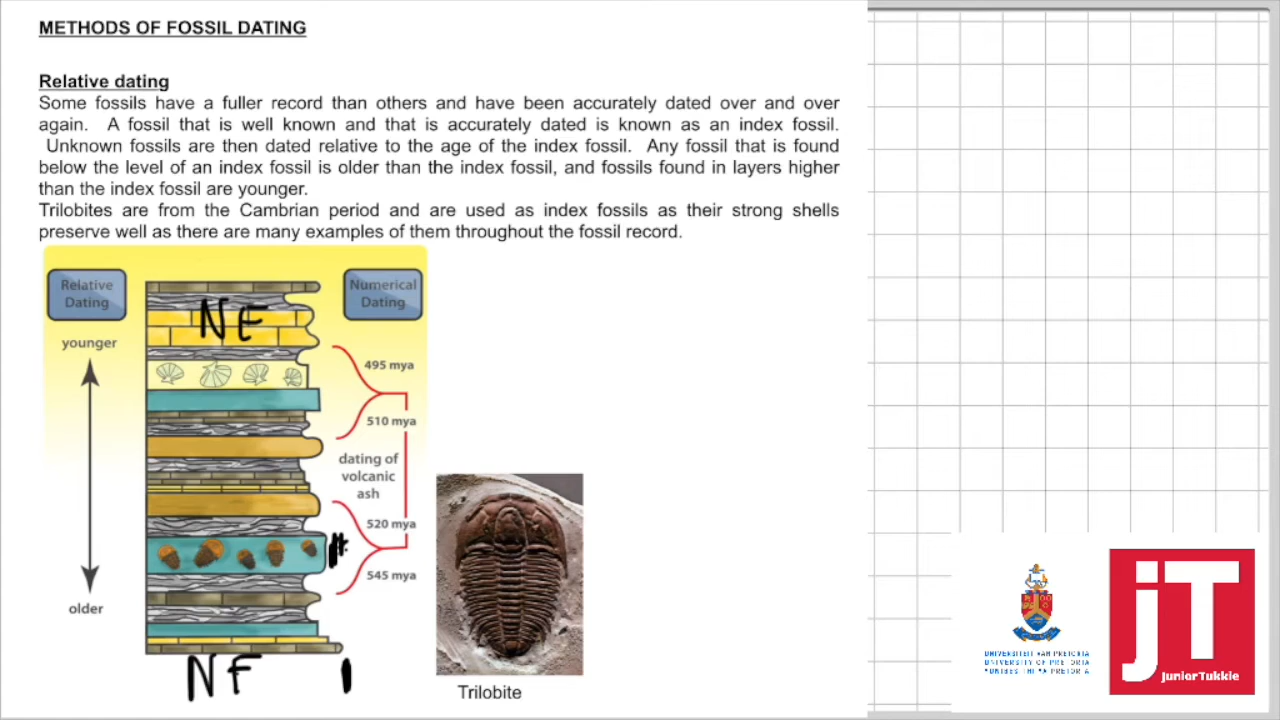 METHODS OF FOSSIL DATING
Relative dating
Some fossils have a fuller record than others and have been accurately dated over and over
again. A fossil that is well known and that is accurately dated is known as an index fossil.
Unknown fossils are then dated relative to the age of the index fossil. Any fossil that is found
below the level of an index fossil is older than the index fossil, and fossils found in layers higher
than the index fossil are younger.
Trilobites are from the Cambrian period and are used as index fossils as their strong shells
preserve well as there are many examples of them throughout the fossil record.
Relative
Dating
Numerical
Dating
NF
younger
495 mya
510 mya
dating of
volcanic
ash
520 mya
545 mya
older
NF
Trilobite
UNIVERSITEIT VAN PRETORIA
UNIVERSITY OF PRETORIA
YUNIBESITHI YA PRETORIA
jT
JuniorTukkie